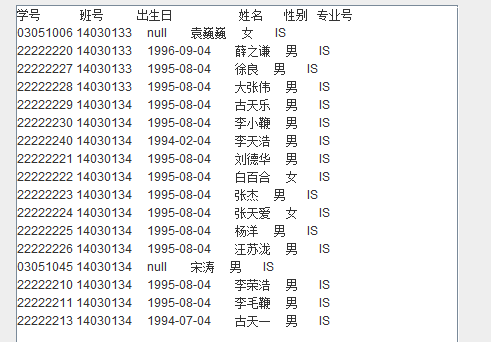 学号 班号 出生日 姓名 性别 专业号
03051006 14030133 null 袁巍巍 女 IS
22222220 14030133 1996-09-04 薛之谦 男 IS
22222227 14030133 1995-08-04 徐良 男 IS
22222228 14030133 1995-08-04 大张伟 男 IS
22222229 14030134 1995-08-04 古天乐 男 IS
22222230 14030134 1995-08-04 李小鞭 男 IS
22222240 14030134 1994-02-04 李天浩 男 IS
22222221 14030134 1995-08-04 刘德华 男 IS
22222222 14030134 1995-08-04 白百合 女 IS
22222223 14030134 1995-08-04 张杰 男 IS
22222224 14030134 1995-08-04 张天爱 女 IS
22222225 14030134 1995-08-04 杨洋 男 IS
22222226 14030134 1995-08-04 汪苏泷 男 IS
03051045 14030134 null 宋涛 男 IS
22222210 14030134 1995-08-04 李荣浩 男 IS
22222211 14030134 1995-08-04 李毛鞭 男 IS
22222213 14030134 1994-07-04 古天一 男 IS